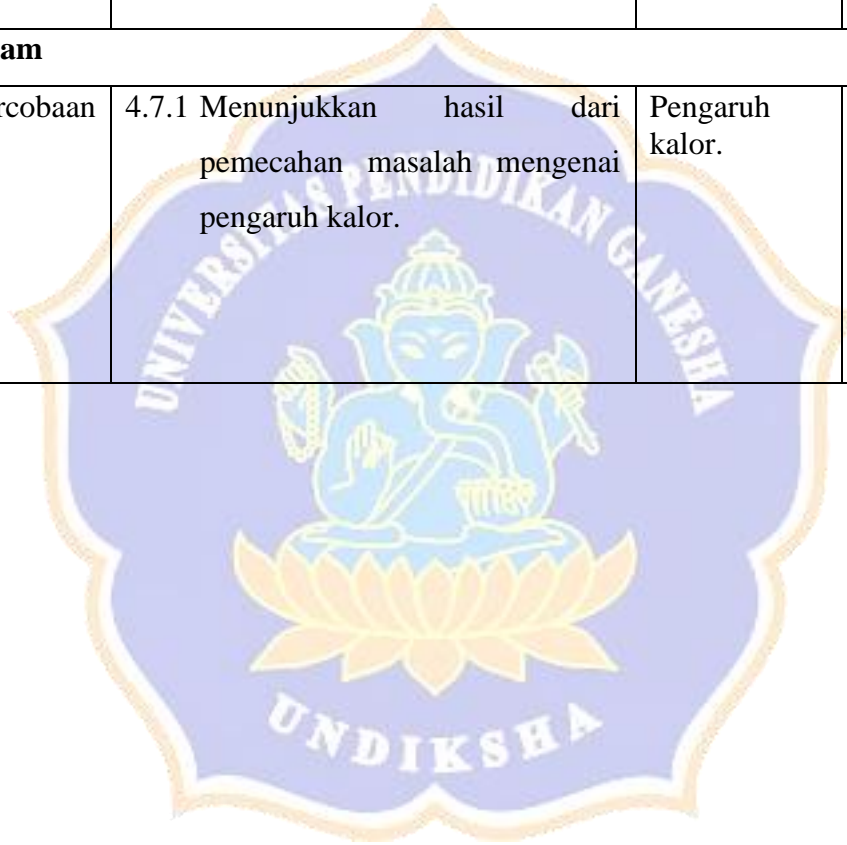 am
rcobaan
4.7.1 Menunjukkan hasil dari
pemecahan masalah mengenai
pengaruh kalor.
Pengaruh
kalor.
UNIVERSITAS PENDIDIKAN GANESHA
UNDIKSHA